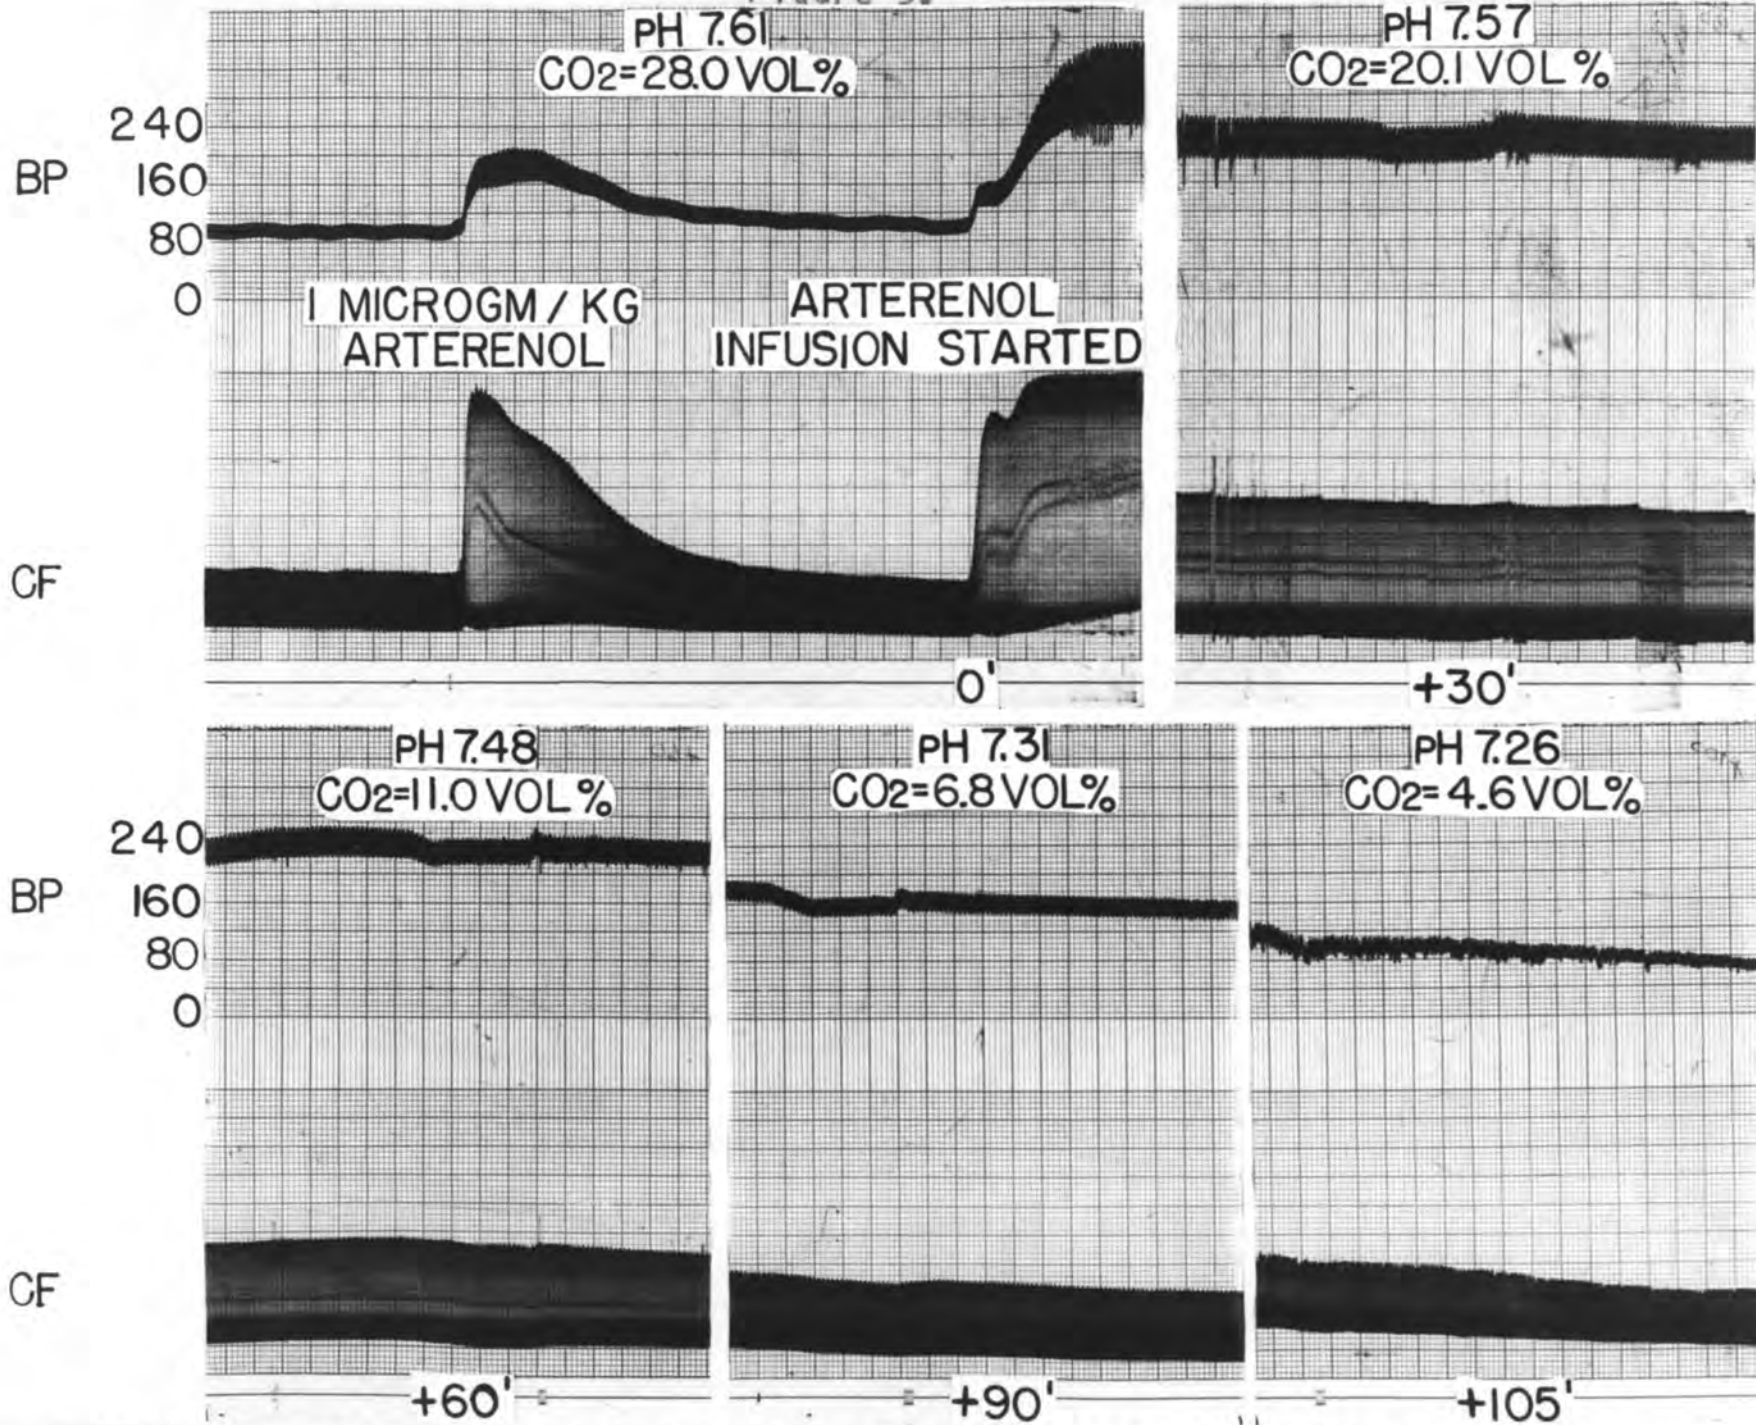 pH 7.61
CO2=28.0 VOL%
240
BP 160
80
0
1 MICROGM / KG
ARTERENOL
ARTERENOL
INFUSION STARTED
CF
0'
pH 7.57
CO2=20.1 VOL%
+30'
pH 7.48
CO2=11.0 VOL%
240
BP 160
80
0
CF
+60'
pH 7.31
CO2=6.8 VOL%
+90'
pH 7.26
CO2=4.6 VOL%
+105'